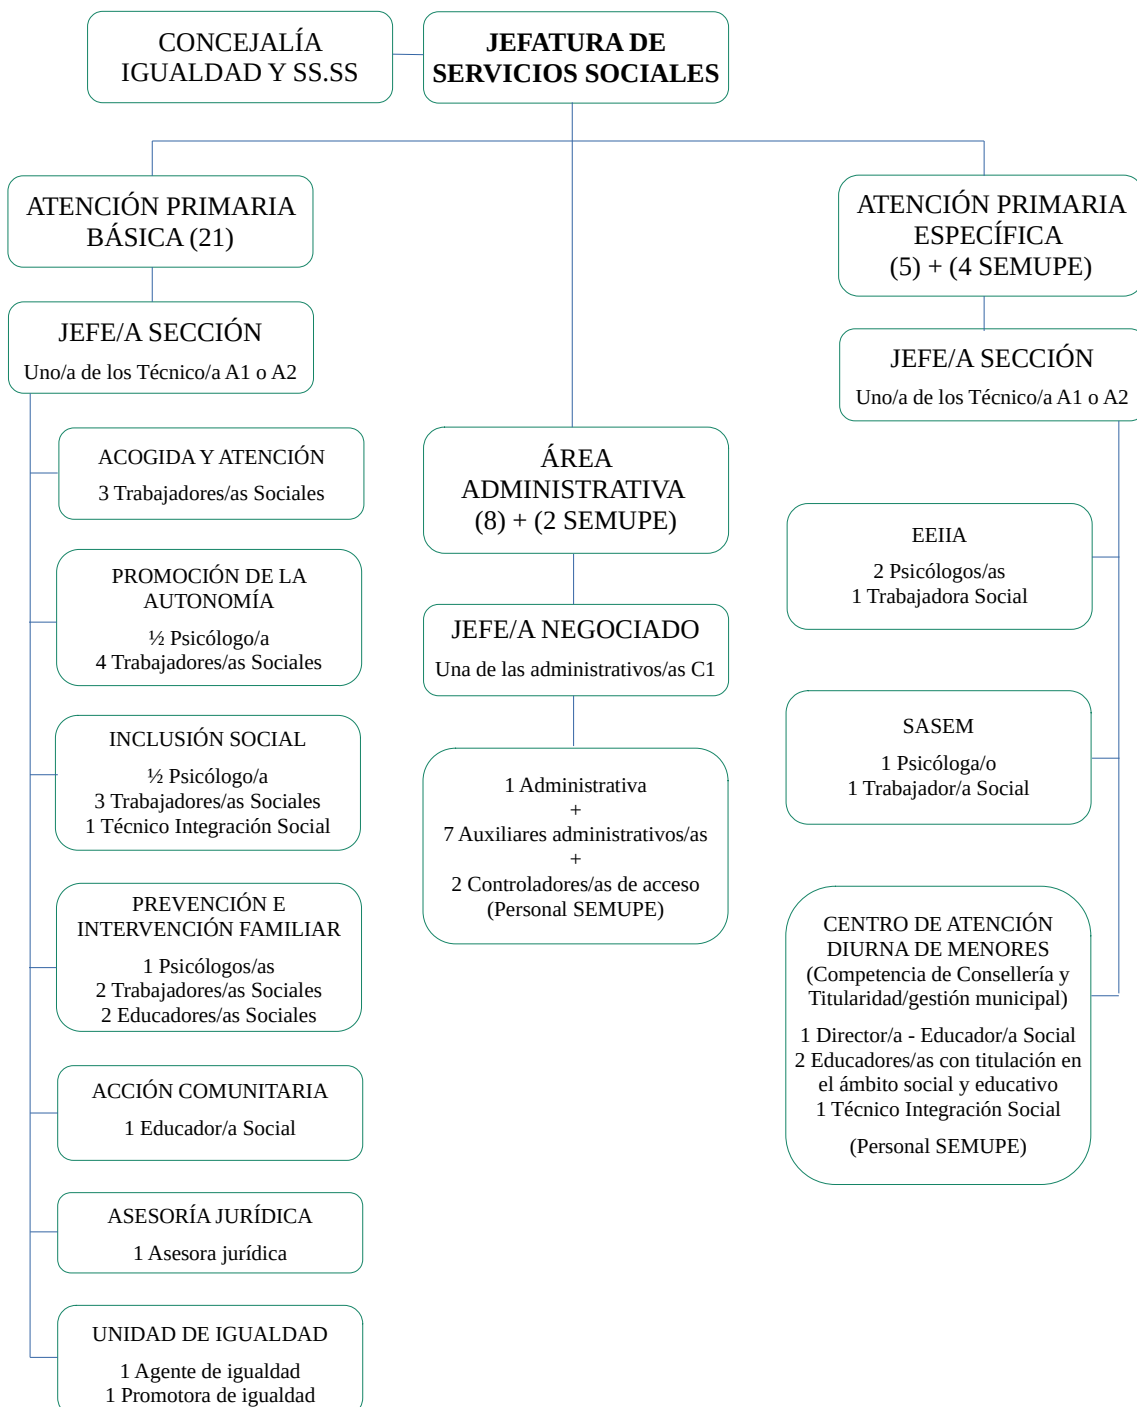 CONCEJALÍA
IGUALDAD Y SS.SS
JEFATURA DE
SERVICIOS SOCIALES
ATENCIÓN PRIMARIA
BÁSICA (21)
JEFE/A SECCIÓN
Uno/a de los Técnico/a A1 o A2
ACOGIDA Y ATENCIÓN
3 Trabajadores/as Sociales
PROMOCIÓN DE LA
AUTONOMÍA
½ Psicólogo/a
4 Trabajadores/as Sociales
INCLUSIÓN SOCIAL
½ Psicólogo/a
3 Trabajadores/as Sociales
1 Técnico Integración Social
PREVENCIÓN E
INTERVENCIÓN FAMILIAR
1 Psicólogos/as
2 Trabajadores/as Sociales
2 Educadores/as Sociales
ACCIÓN COMUNITARIA
1 Educador/a Social
ASESORÍA JURÍDICA
1 Asesora jurídica
UNIDAD DE IGUALDAD
1 Agente de igualdad
1 Promotora de igualdad
ÁREA
ADMINISTRATIVA
(8) + (2 SEMUPE)
JEFE/A NEGOCIADO
Una de las administrativos/as C1
1 Administrativa
+
7 Auxiliares administrativos/as
+
2 Controladores/as de acceso
(Personal SEMUPE)
ATENCIÓN PRIMARIA
ESPECÍFICA
(5) + (4 SEMUPE)
JEFE/A SECCIÓN
Uno/a de los Técnico/a A1 o A2
EEIIA
2 Psicólogos/as
1 Trabajadora Social
SASEM
1 Psicóloga/o
1 Trabajador/a Social
CENTRO DE ATENCIÓN
DIURNA DE MENORES
(Competencia de Consellería y
Titularidad/gestión municipal)
1 Director/a - Educador/a Social
2 Educadores/as con titulación en
el ámbito social y educativo
1 Técnico Integración Social
(Personal SEMUPE)